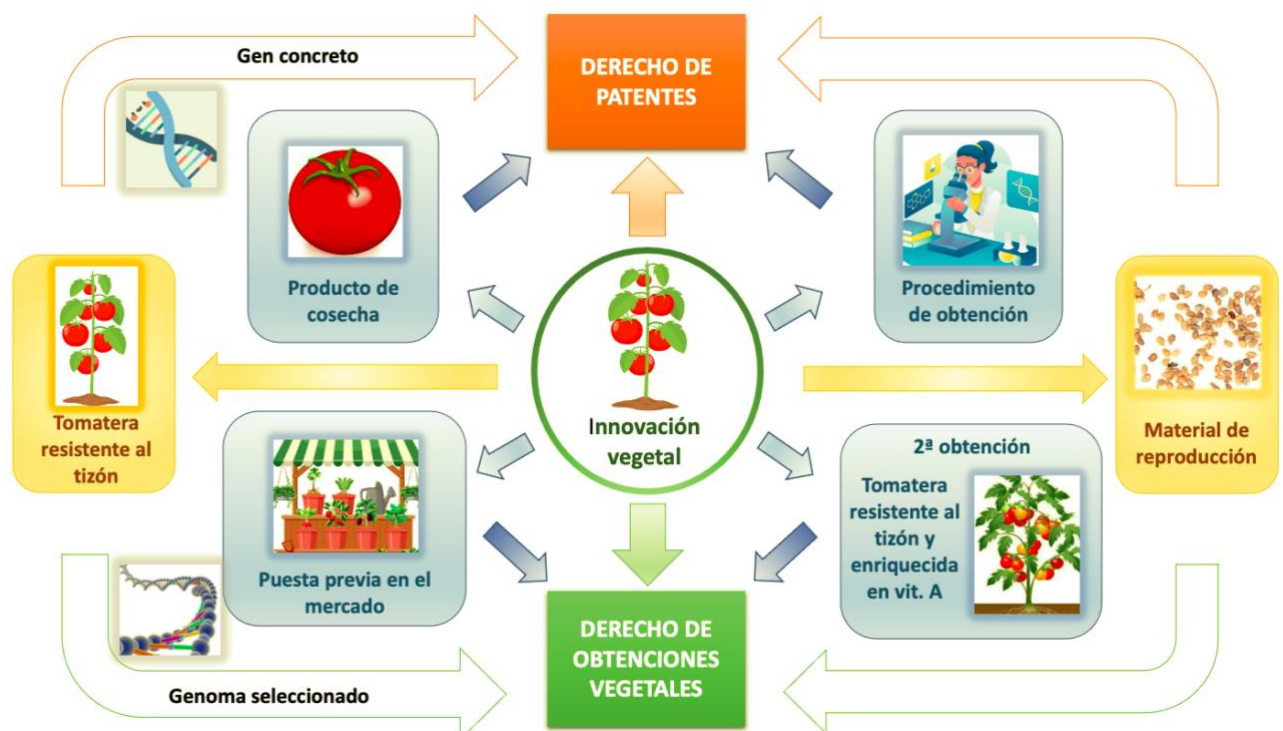 Gen concreto
DERECHO DE
PATENTES
Producto de
cosecha
Procedimiento
de obtención
Tomatera
resistente al
tizón
Innovación
vegetal
Material de
reproducción
Puesta previa en el
mercado
2ª obtención
Tomatera
resistente al
tizón y
enriquecida
en vit. A
Genoma seleccionado
DERECHO DE
OBTENCIONES
VEGETALES